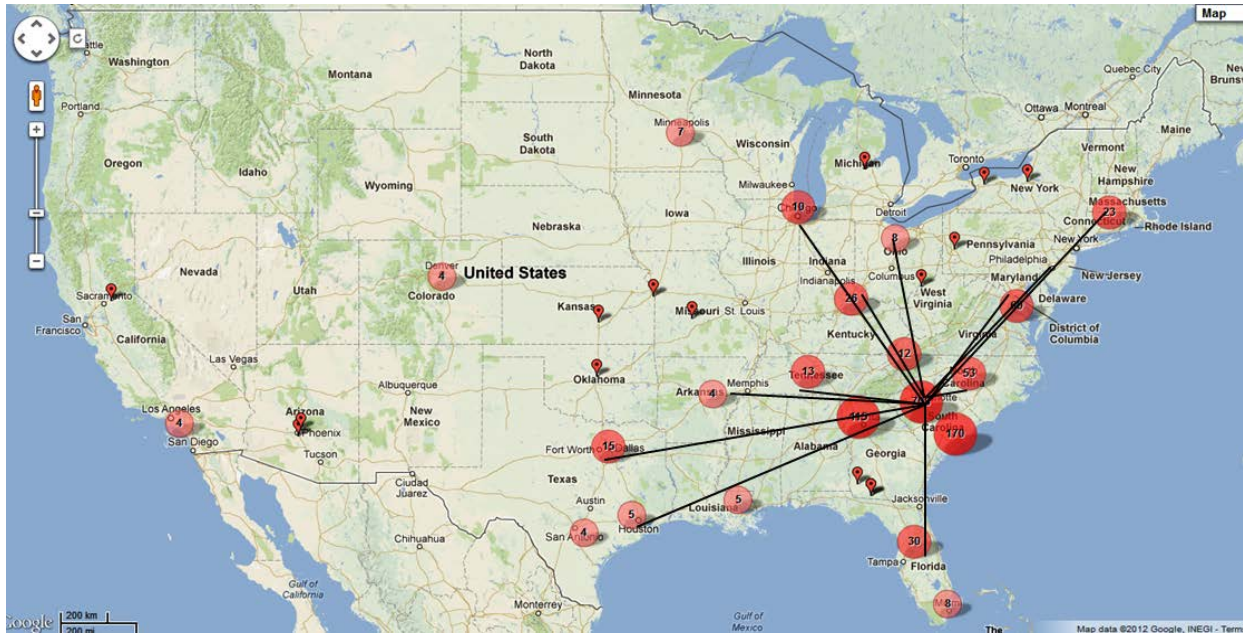 Map
Quebec City
North
Dakota
Washington
Montana
Minnesota
Ottawa
Montreal
Maine
Portland
Minneapolis
7
South
Dakota
Wisconsin
Michigan
Toronto
Vermont
New
Hampshire
Oregon
Idaho
Wyoming
Milwaukee
New York
Massachusetts
10
Detroit
23
Connecticut
Iowa
Rhode Island
Nebraska
8
Ohio
Pennsylvania
New York
Illinois
Indiana
Philadelphia
Denver
4
United States
Columbus
Maryland
New Jersey
Nevada
Utah
Colorado
Indianapolis
West
Virginia
Delaware
Sacramento
26
Kansas
Missouri
St. Louis
San
Francisco
Kentucky
Virginia
District of
Columbia
California
12
Las Vegas
13
Tennessee
53
Carolina
Oklahoma
Albuquerque
Arkansas
4
Memphis
Los Angeles
4
Arizona
New
Mexico
South
Carolina
Phoenix
Mississippi
170
San Diego
Alabama
Georgia
15
Fort Worth
Dallas
Tucson
Texas
Ciudad
Juarez
5
Louisiana
Jacksonville
Austin
5
Houston
4
San Antonio
30
Chihuahua
Tampa
Florida
Gulf of
California
8
Monterrey
Gulf of
Mexico
The
Google
200 km
200 mi
Map data ©2012 Google, INEGI - Term